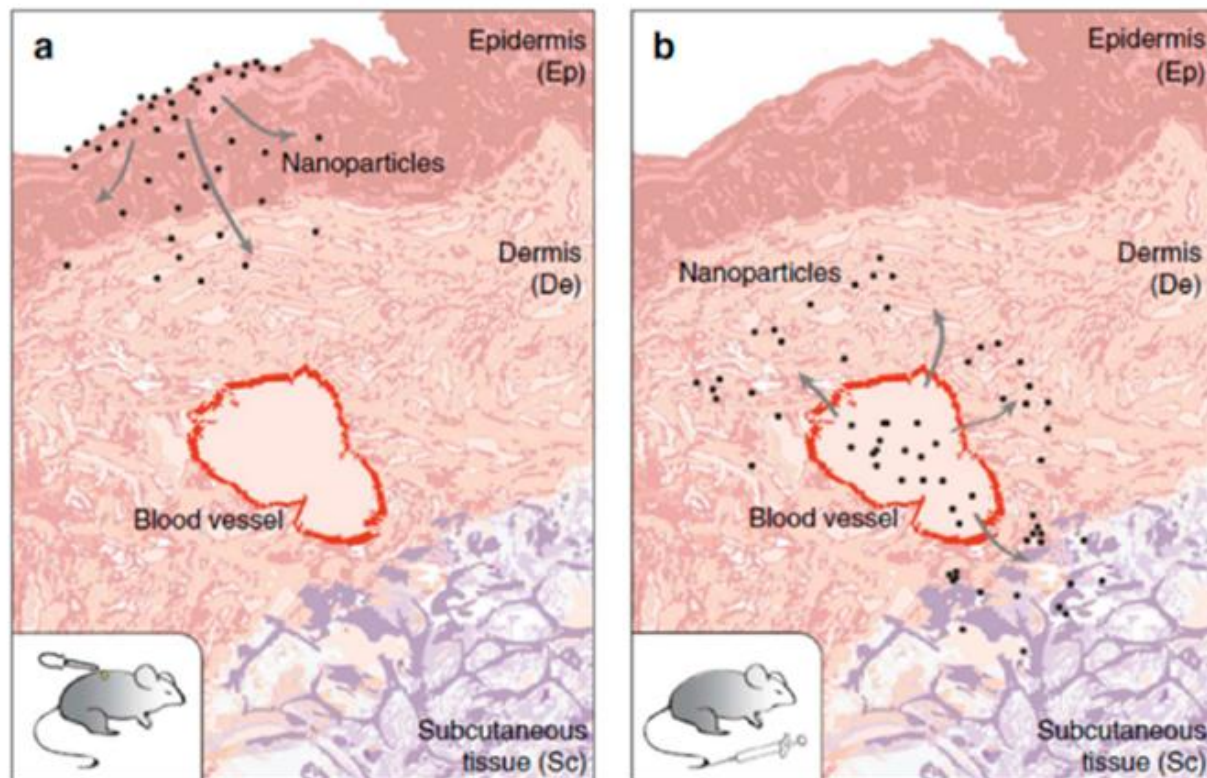 a
Epidermis
(Ep)
Nanoparticles
Dermis
(De)
Blood vessel
Subcutaneous
tissue (Sc)
b
Epidermis
(Ep)
Nanoparticles
Dermis
(De)
Blood vessel
Subcutaneous
tissue (Sc)